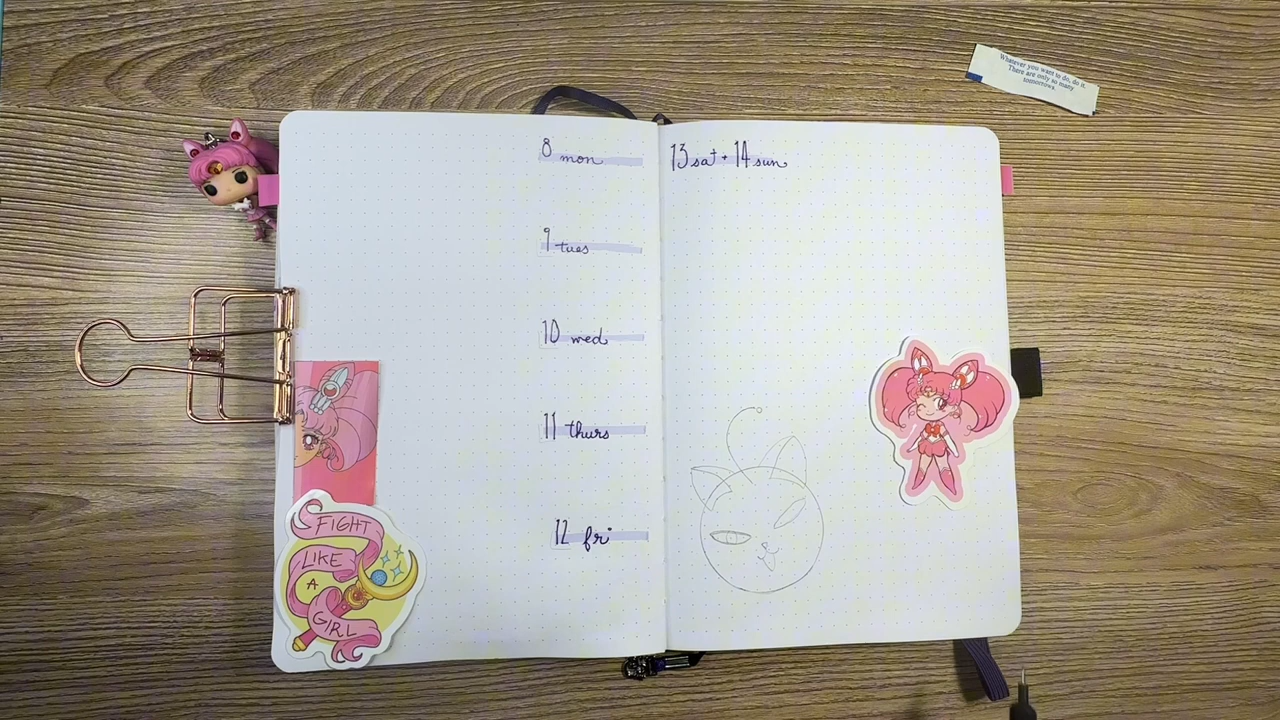 Whatever you want to do, do it.
There are only so many
tomorrows.
8 mon
13 sat + 14 sun
9 tues
10 wed
11 thurs
12 fri
FIGHT
LIKE
A
GIRL